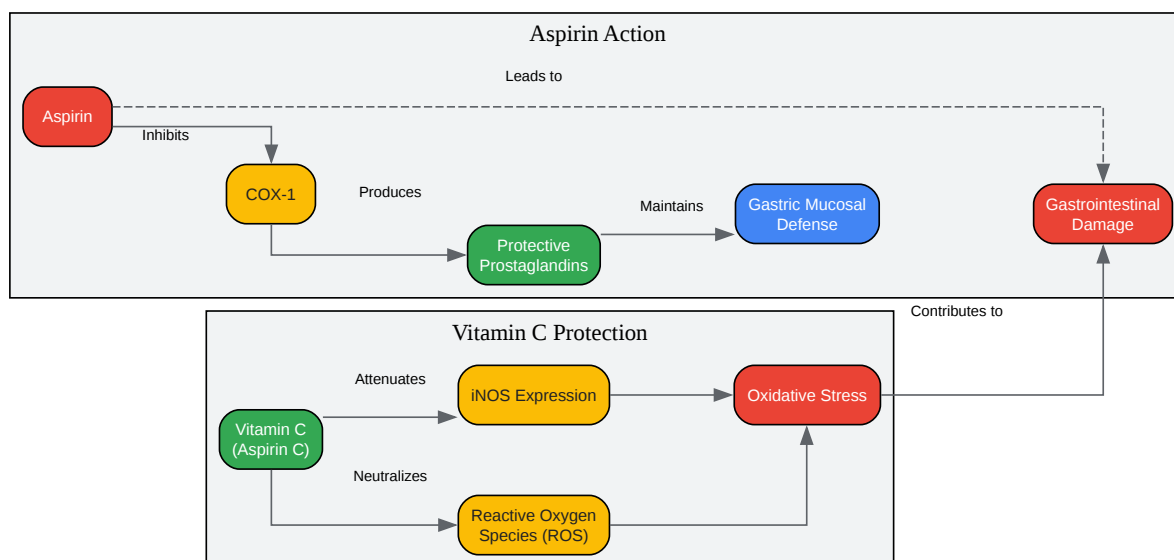 Aspirin Action
Leads to
Aspirin
Inhibits
COX-1
Produces
Protective
Prostaglandins
Maintains
Gastric Mucosal
Defense
Gastrointestinal
Damage
Contributes to
Vitamin C Protection
Attenuates
iNOS Expression
Oxidative Stress
Vitamin C
(Aspirin C)
Neutralizes
Reactive Oxygen
Species (ROS)